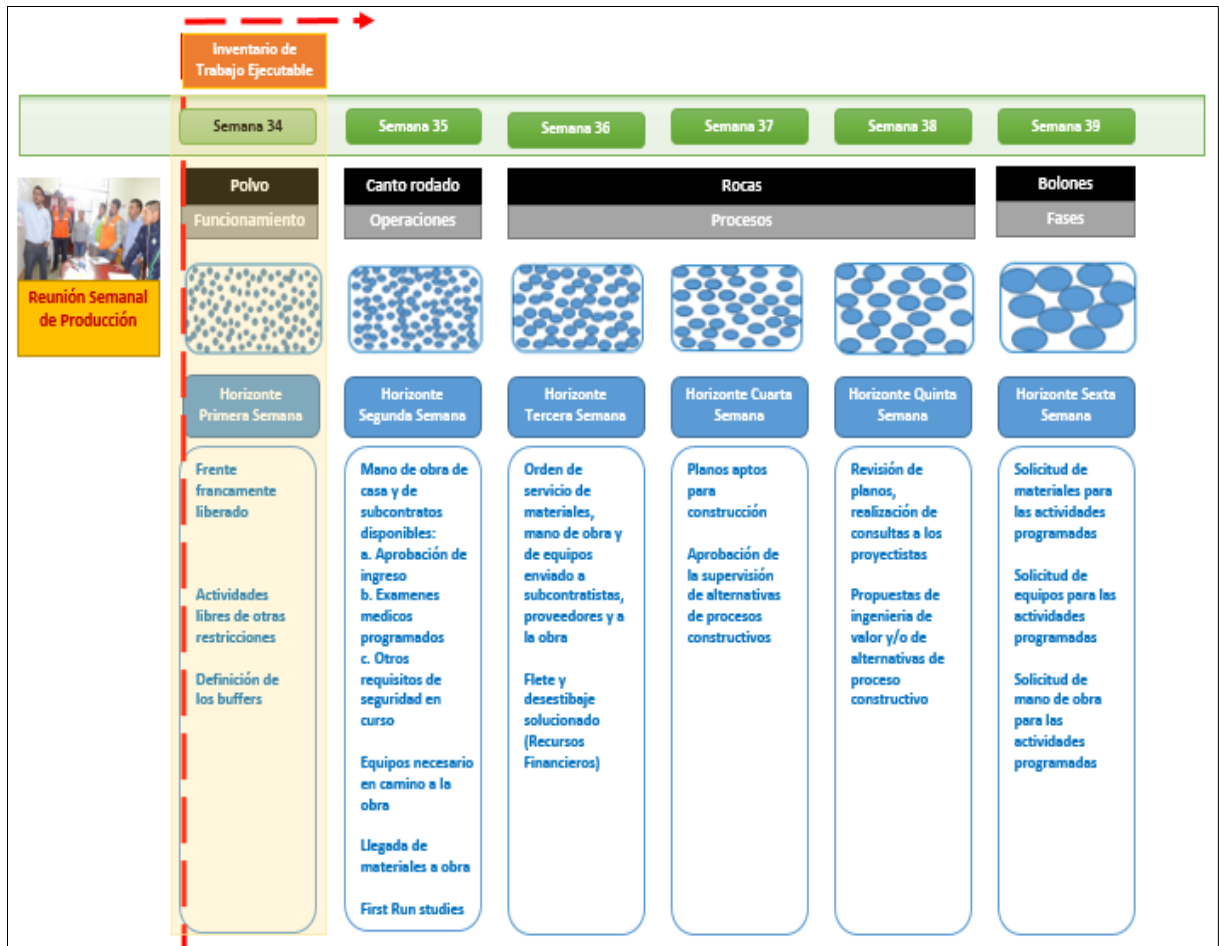 Inventario de
Trabajo Ejecutable
Semana 34
Semana 35
Semana 36
Semana 37
Semana 38
Semana 39
Polvo
Canto rodado
Rocas
Bolones
Funcionamiento
Operaciones
Procesos
Fases
Reunión Semanal
de Producción
Horizonte
Primera Semana
Horizonte
Segunda Semana
Horizonte
Tercera Semana
Horizonte Cuarta
Semana
Horizonte Quinta
Semana
Horizonte Sexta
Semana
Frente
francamente
liberado
Actividades
libres de otras
restricciones
Definición de
los buffers
Mano de obra de
casa y de
subcontratos
disponibles:
a. Aprobación de
ingreso
b. Examenes
medicos
programados
c. Otros
requisitos de
seguridad en
curso
Equipos necesario
en camino a la
obra
Llegada de
materiales a obra
First Run studies
Orden de
servicio de
materiales,
mano de obra y
de equipos
enviado a
subcontratistas,
proveedores y a
la obra
Flete y
desestibaje
solucionado
(Recursos
Financieros)
Planos aptos
para
construcción
Aprobación de
la supervisión
de alternativas
de procesos
constructivos
Revisión de
planos,
realización de
consultas a los
proyectistas
Propuestas de
ingenieria de
valor y/o de
alternativas de
proceso
constructivo
Solicitud de
materiales para
las actividades
programadas
Solicitud de
equipos para las
actividades
programadas
Solicitud de
mano de obra
para las
actividades
programadas